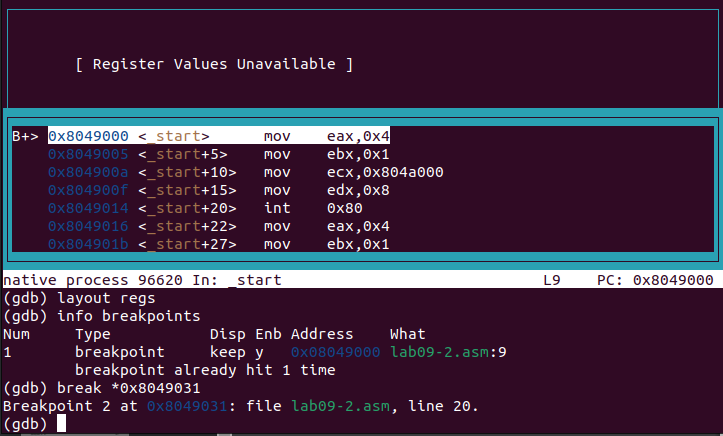 [ Register Values Unavailable ]
B+> 0x8049000 <_start>      mov    eax,0x4
    0x8049005 <_start+5>    mov    ebx,0x1
    0x804900a <_start+10>   mov    ecx,0x804a000
    0x804900f <_start+15>   mov    edx,0x8
    0x8049014 <_start+20>   int    0x80
    0x8049016 <_start+22>   mov    eax,0x4
    0x804901b <_start+27>   mov    ebx,0x1
native process 96620 In: _start                             L9    PC: 0x8049000
(gdb) layout regs
(gdb) info breakpoints
Num     Type           Disp Enb Address    What
1       breakpoint     keep y   0x08049000 lab09-2.asm:9
        breakpoint already hit 1 time
(gdb) break *0x8049031
Breakpoint 2 at 0x8049031: file lab09-2.asm, line 20.
(gdb)